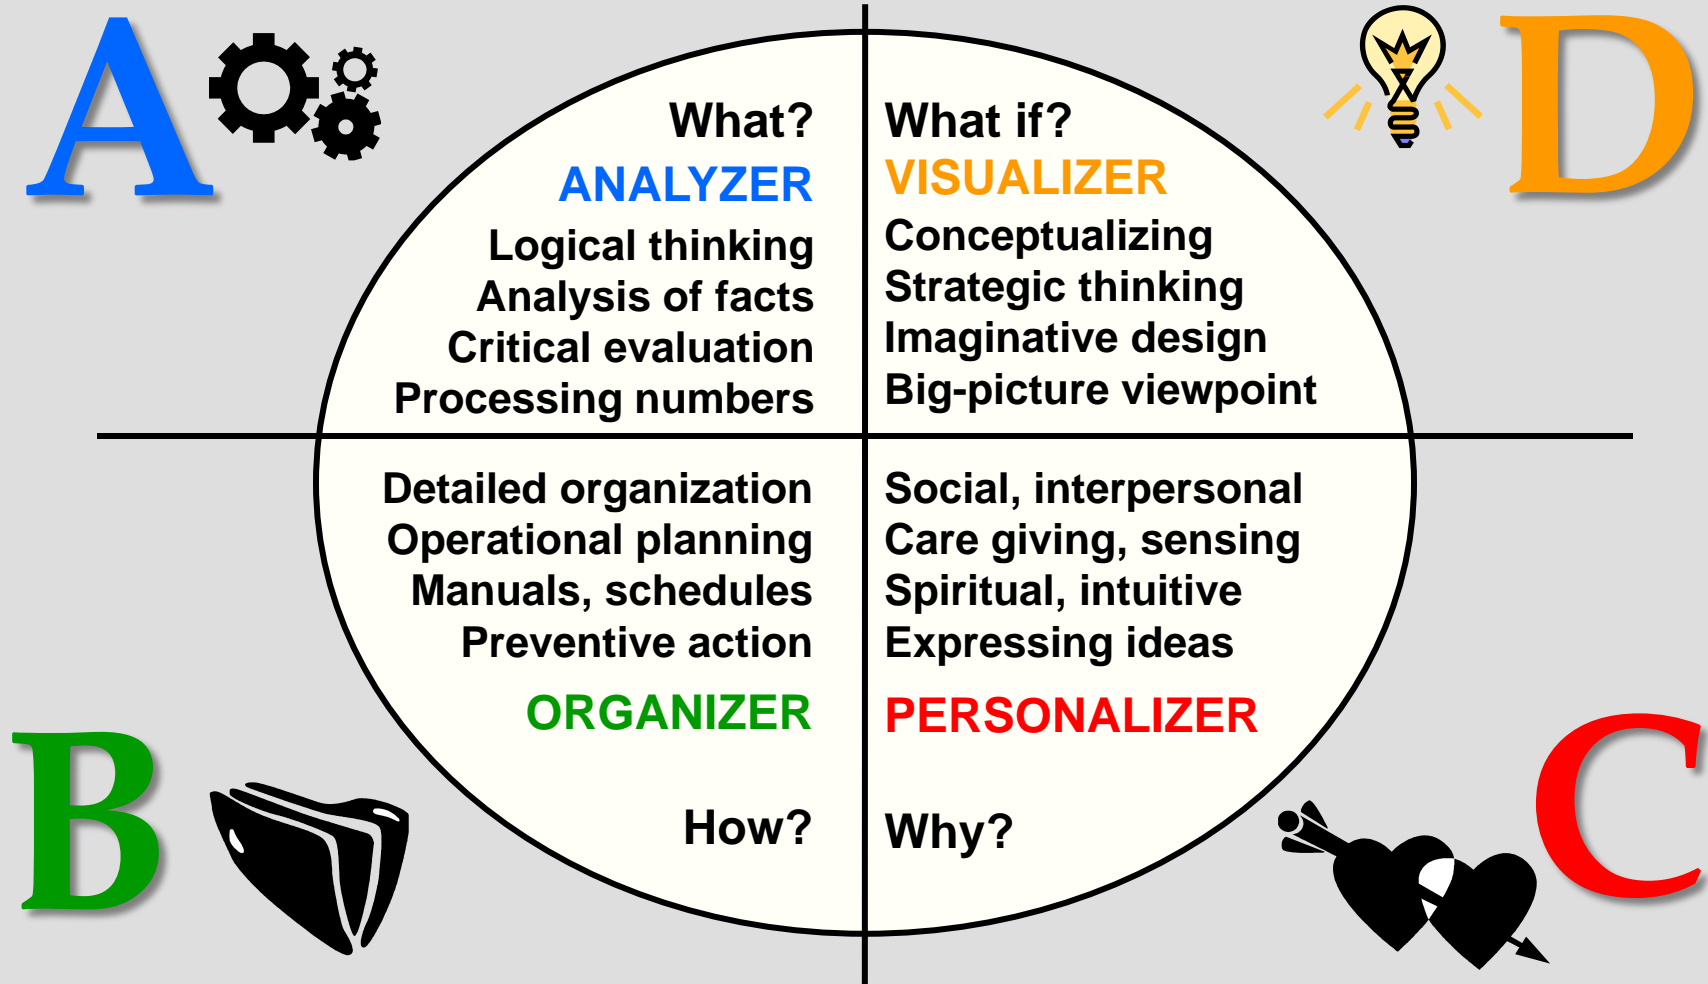 A
What?
ANALYZER
Logical thinking
Analysis of facts
Critical evaluation
Processing numbers
D
What if?
VISUALIZER
Conceptualizing
Strategic thinking
Imaginative design
Big-picture viewpoint
B
Detailed organization
Operational planning
Manuals, schedules
Preventive action
ORGANIZER
How?
C
Social, interpersonal
Care giving, sensing
Spiritual, intuitive
Expressing ideas
PERSONALIZER
Why?